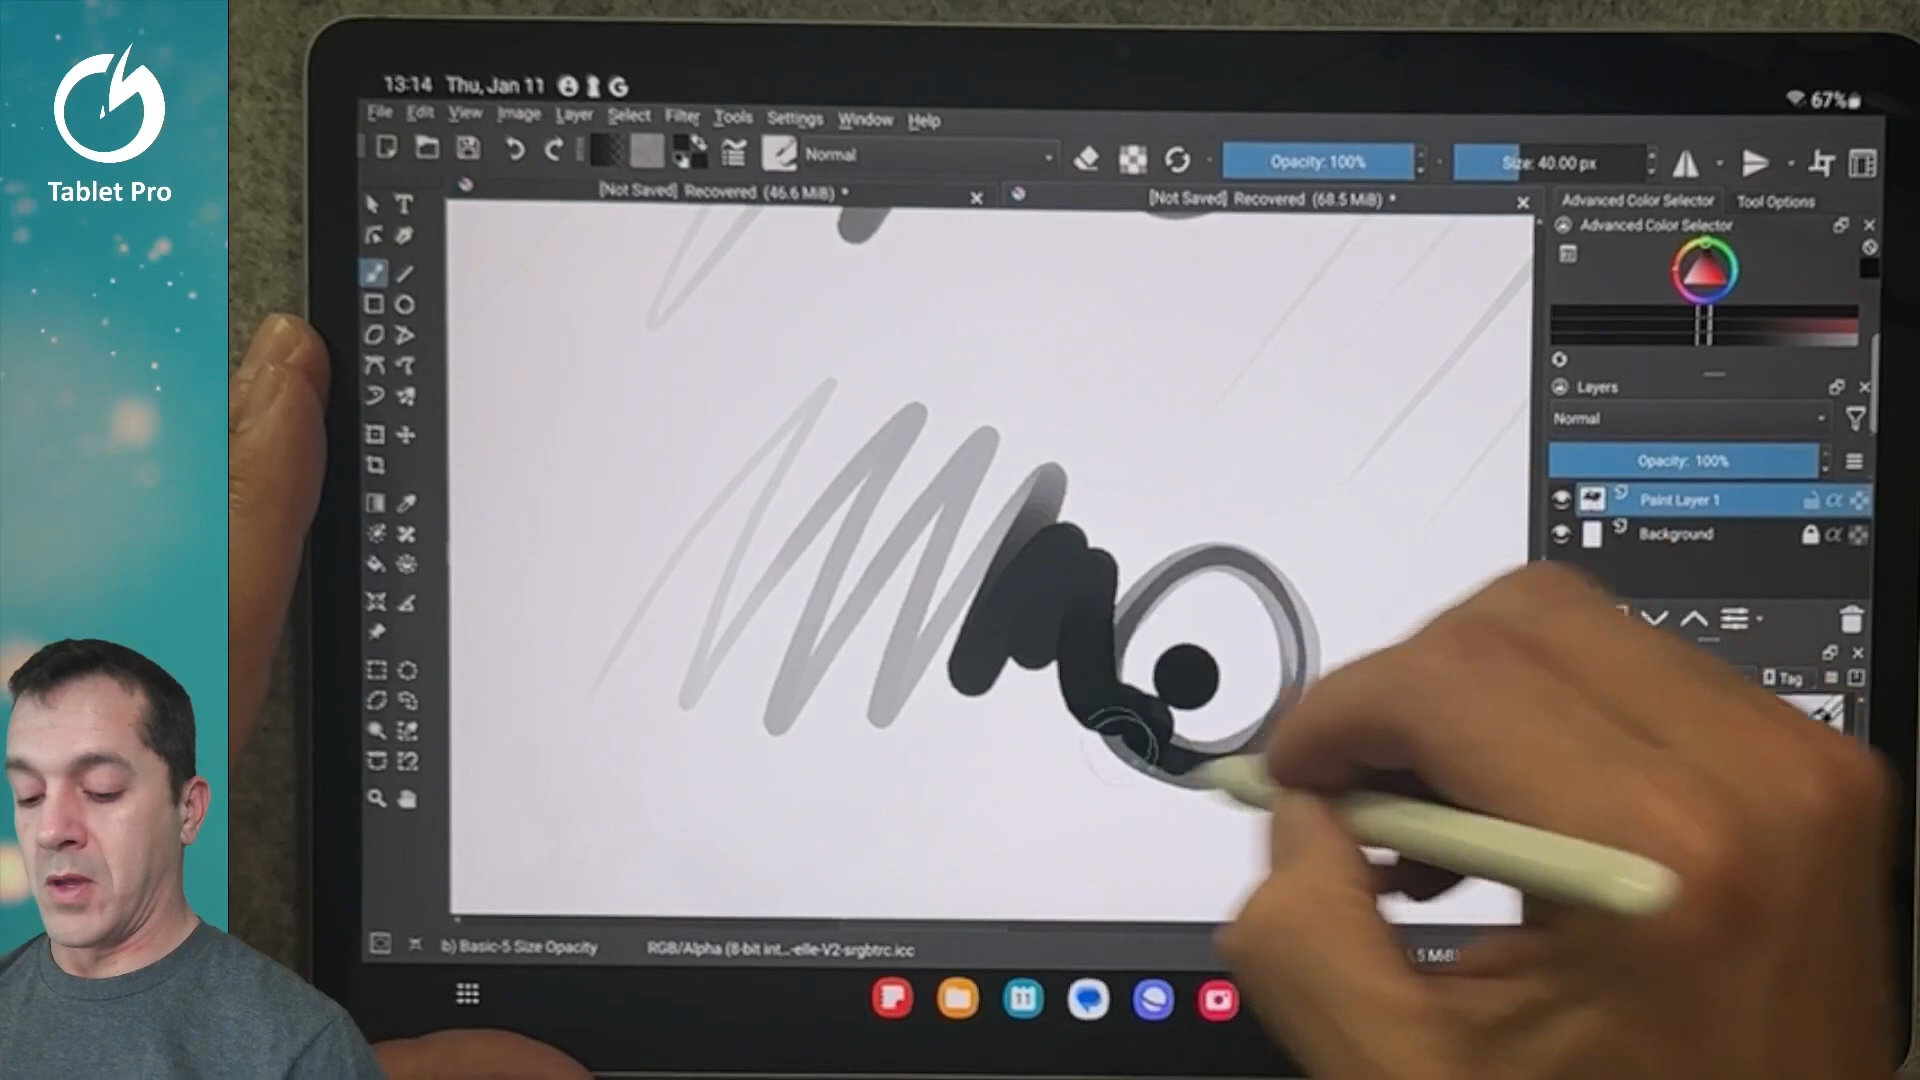 Tablet Pro
13:14 Thu, Jan 11
67%
File Edit View Image Layer Select Filter Tools Settings Window Help
Normal
Opacity: 100%
Size: 40.00 px
[Not Saved] Recovered (46.6 MiB) *
[Not Saved] Recovered (68.5 MiB) *
Advanced Color Selector
Tool Options
Advanced Color Selector
Layers
Normal
Opacity: 100%
Paint Layer 1
Background
Tag
b) Basic-5 Size Opacity
RGB/Alpha (8-bit int...-elle-V2-srgbtrc.icc
.5 MiB)
11